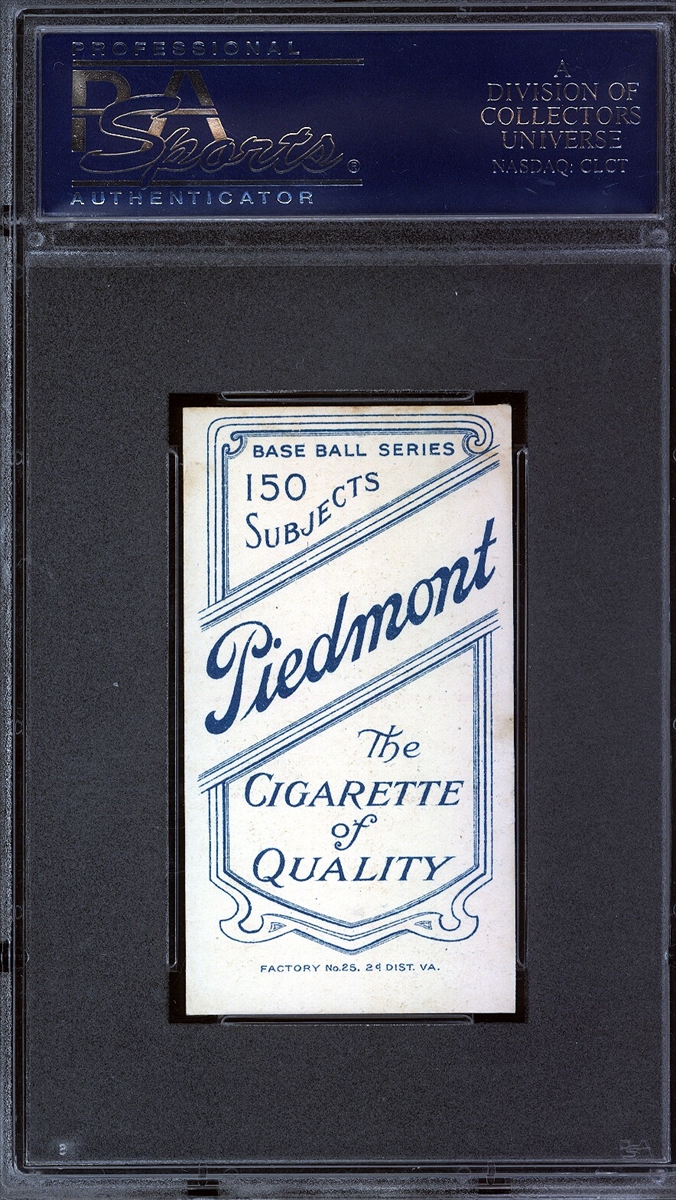 PROFESSIONAL
PSA
Sports®
AUTHENTICATOR
A
DIVISION OF
COLLECTORS
UNIVERSE
NASDAQ: CLCT
BASE BALL SERIES
150
SUBJECTS
Piedmont
The
CIGARETTE
of
QUALITY
FACTORY No. 25, 2d DIST. VA.
PSA